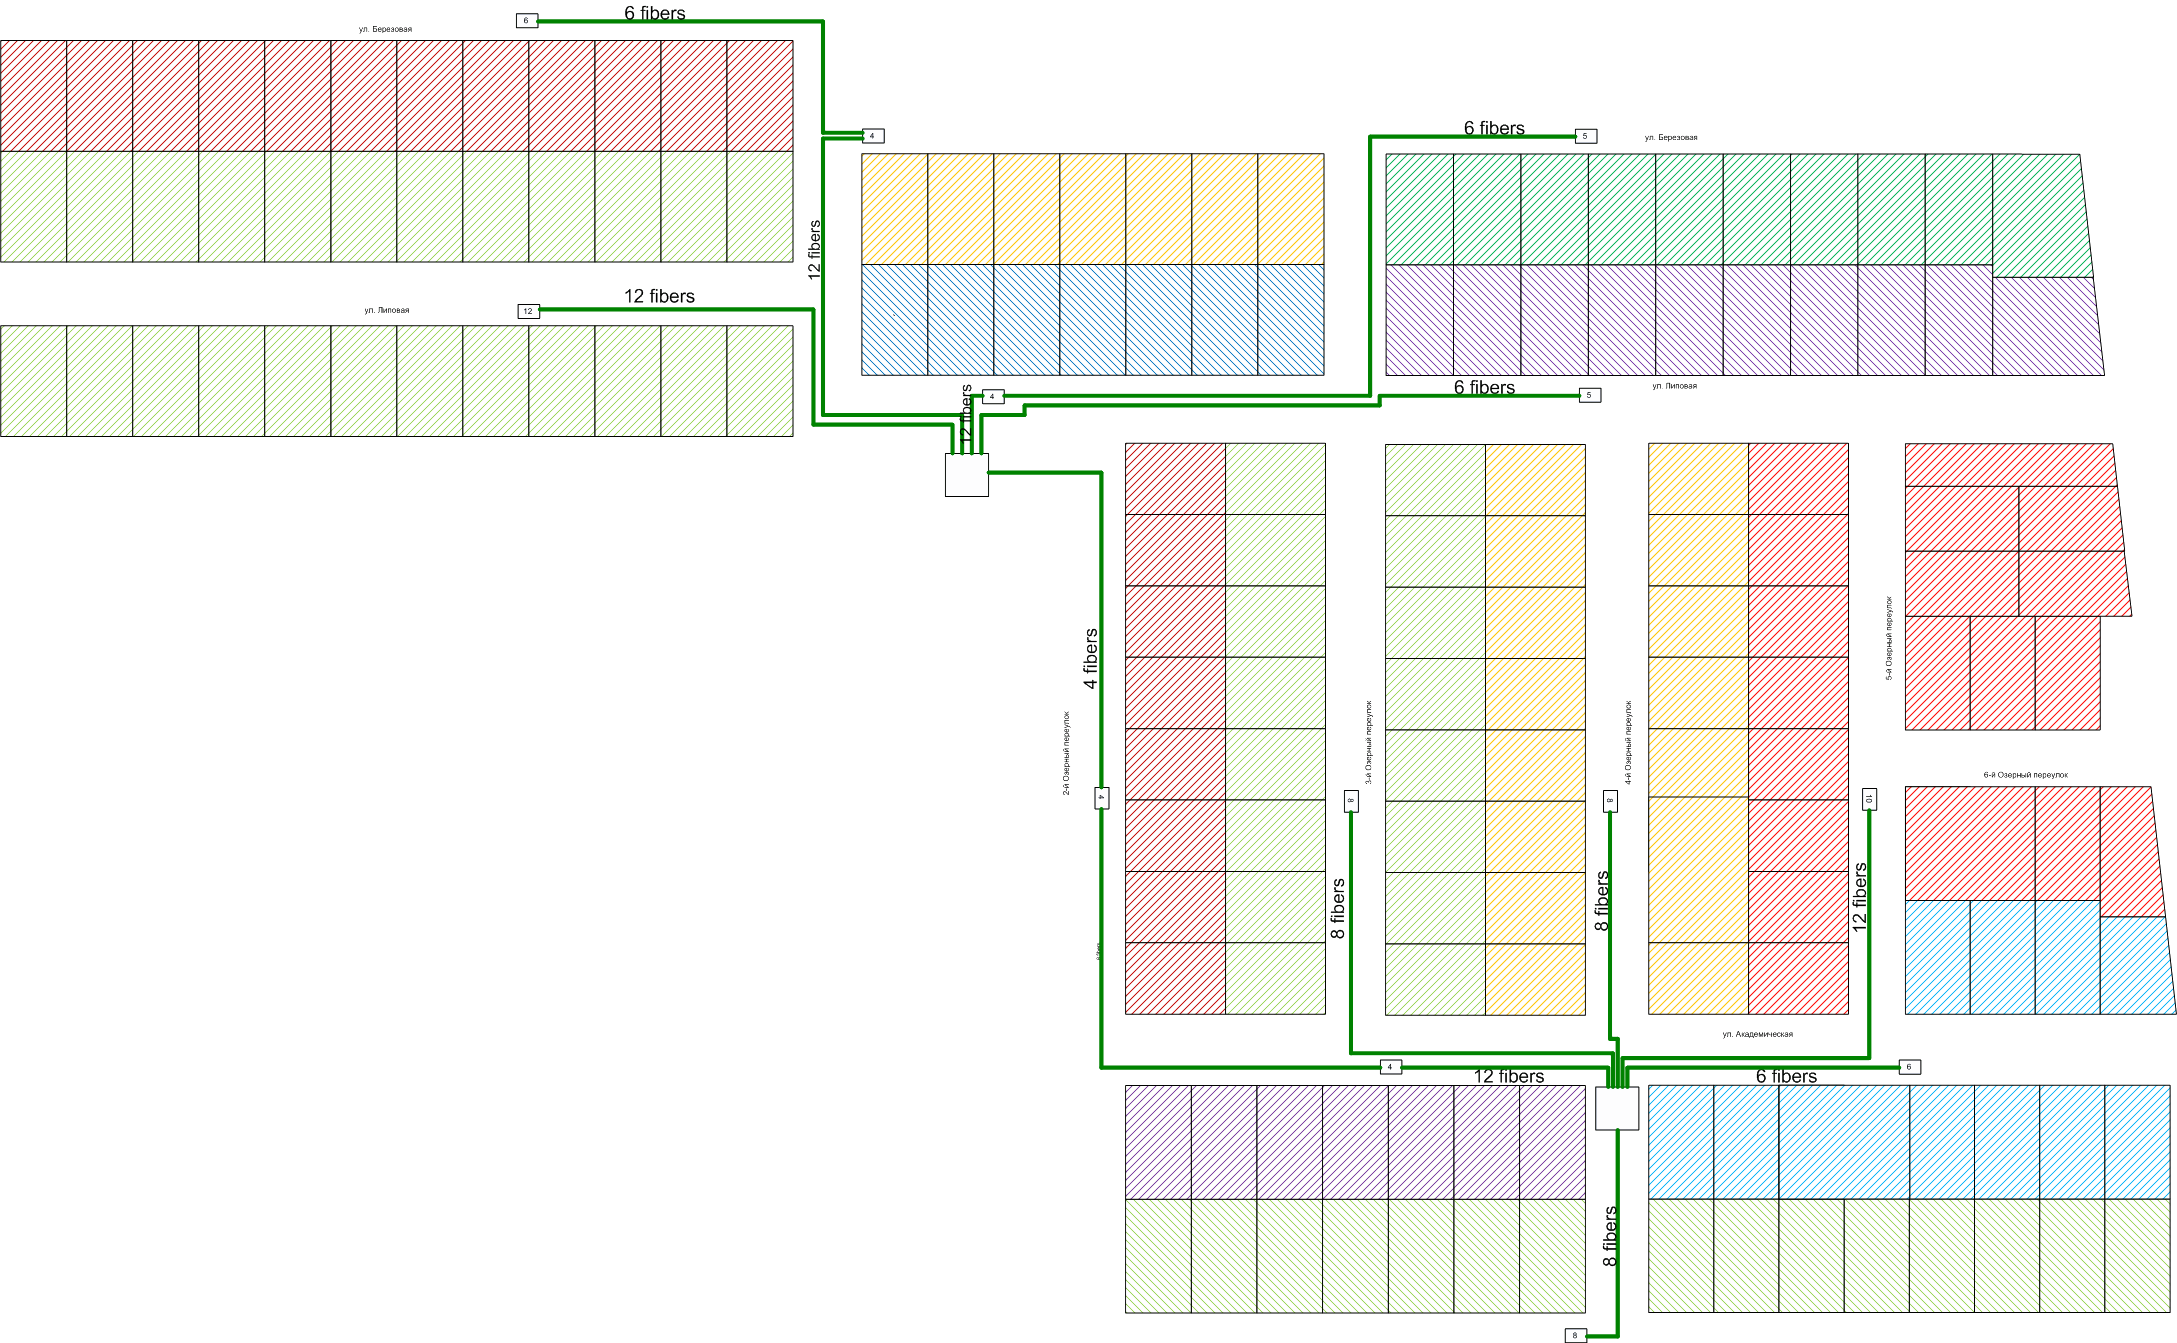 6 fibers
6
ул. Березовая
6 fibers
4
5
ул. Березовая
12 fibers
12 fibers
ул. Липовая
12
6 fibers
ул. Липовая
12 fibers
4
5
4 fibers
2-й Озерный переулок
3-й Озерный переулок
4-й Озерный переулок
5-й Озерный переулок
6-й Озерный переулок
4
8
8
10
8 fibers
8 fibers
12 fibers
ул. Академическая
4
12 fibers
6 fibers
6
8 fibers
8